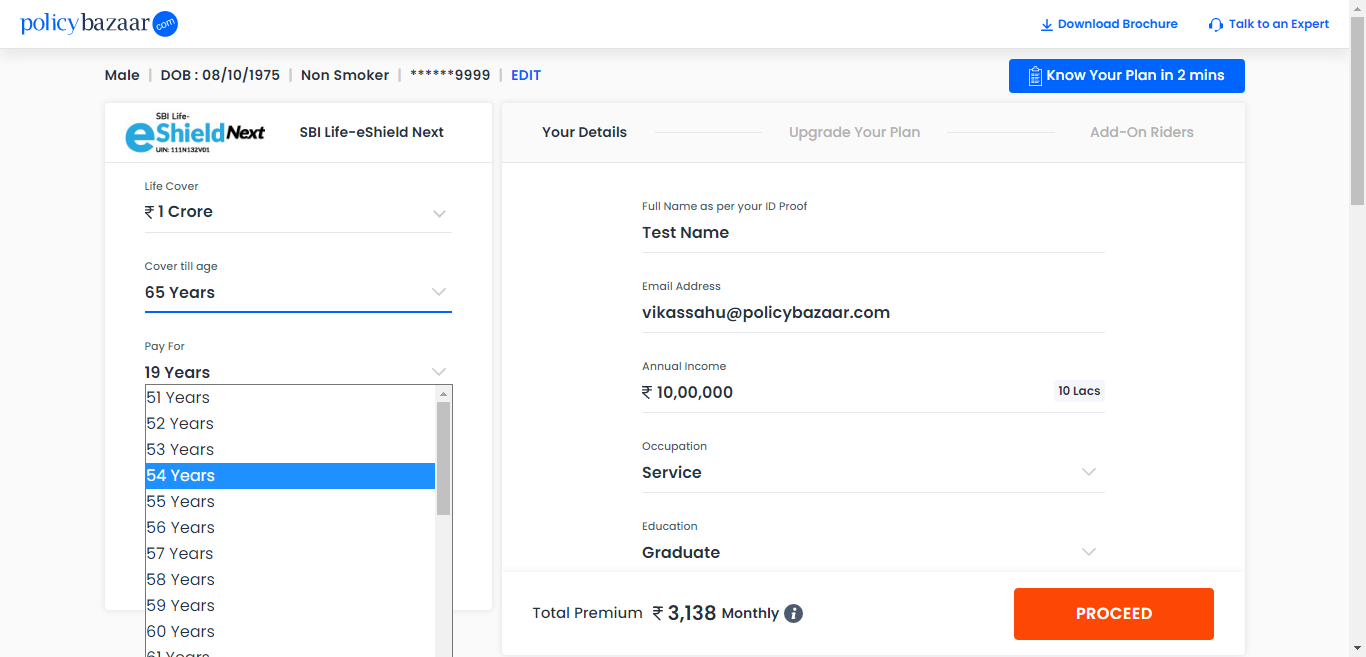 policybazaar.com
Download Brochure
Talk to an Expert
Male | DOB : 08/10/1975 | Non Smoker | ******9999 | EDIT
Know Your Plan in 2 mins
SBI Life-
eShield Next
UIN: 111N132V01
SBI Life-eShield Next
Life Cover
₹ 1 Crore
Cover till age
65 Years
Pay For
19 Years
51 Years
52 Years
53 Years
54 Years
55 Years
56 Years
57 Years
58 Years
59 Years
60 Years
61 Years
Your Details
Upgrade Your Plan
Add-On Riders
Full Name as per your ID Proof
Test Name
Email Address
vikassahu@policybazaar.com
Annual Income
₹ 10,00,000
10 Lacs
Occupation
Service
Education
Graduate
Total Premium ₹ 3,138 Monthly i
PROCEED